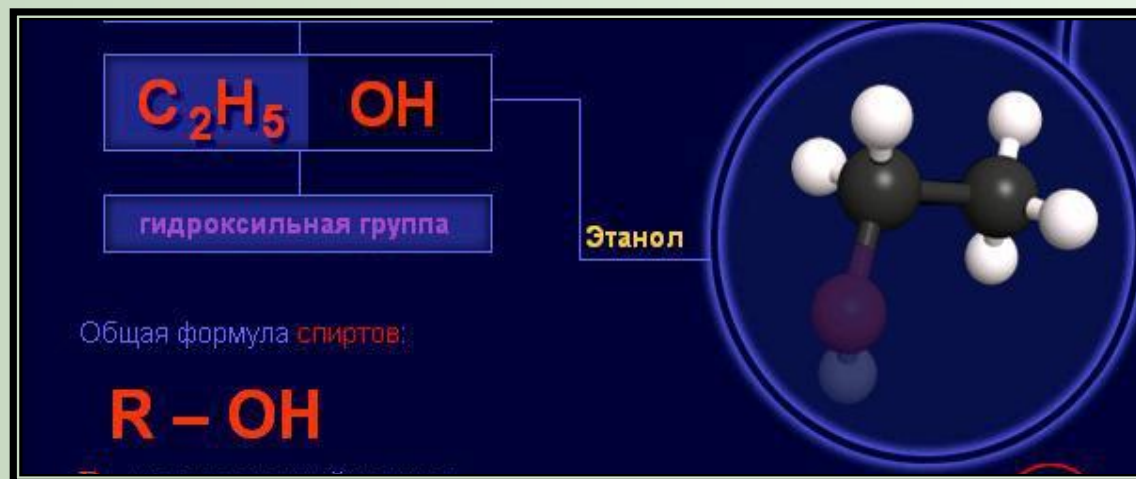 C₂H₅ OH
гидроксильная группа
Этанол
Общая формула спиртов:
R – OH